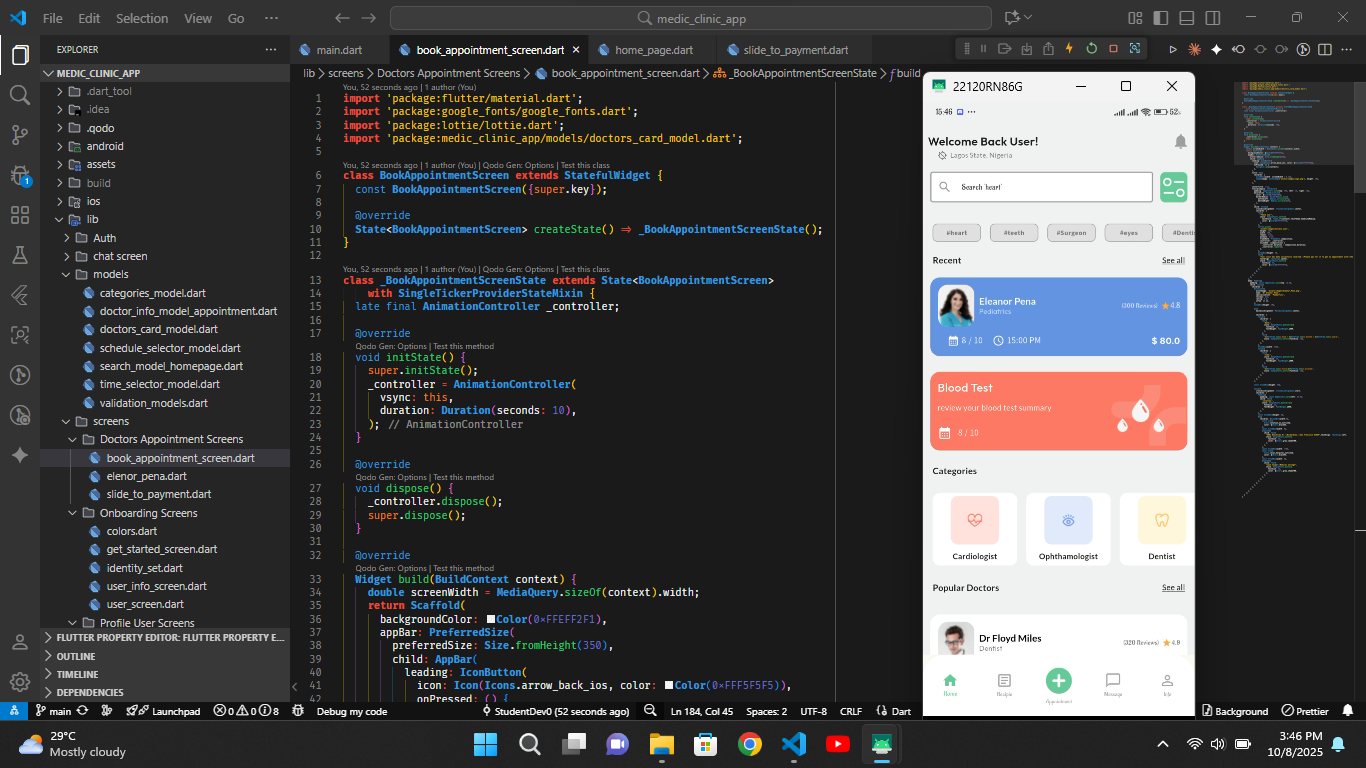 File Edit Selection View Go ··· medic_clinic_app
EXPLORER ···
MEDIC_CLINIC_APP
.dart_tool
.idea
.qodo
android
assets
build
ios
lib
Auth
chat screen
models
categories_model.dart
doctor_info_model_appointment.dart
doctors_card_model.dart
schedule_selector_model.dart
search_model_homepage.dart
time_selector_model.dart
validation_models.dart
screens
Doctors Appointment Screens
book_appointment_screen.dart
elenor_pena.dart
slide_to_payment.dart
Onboarding Screens
colors.dart
get_started_screen.dart
identity_set.dart
user_info_screen.dart
user_screen.dart
Profile User Screens
FLUTTER PROPERTY EDITOR: FLUTTER PROPERTY E...
OUTLINE
TIMELINE
DEPENDENCIES
main.dart book_appointment_screen.dart home_page.dart slide_to_payment.dart
lib > screens > Doctors Appointment Screens > book_appointment_screen.dart > _BookAppointmentScreenState > build
You, 52 seconds ago | 1 author (You)
1 import 'package:flutter/material.dart';
2 import 'package:google_fonts/google_fonts.dart';
3 import 'package:lottie/lottie.dart';
4 import 'package:medic_clinic_app/models/doctors_card_model.dart';
5
You, 52 seconds ago | 1 author (You) | Qodo Gen: Options | Test this class
6 class BookAppointmentScreen extends StatefulWidget {
7 const BookAppointmentScreen({super.key});
8
9 @override
10 State<BookAppointmentScreen> createState() => _BookAppointmentScreenState();
11 }
12
You, 52 seconds ago | 1 author (You) | Qodo Gen: Options | Test this class
13 class _BookAppointmentScreenState extends State<BookAppointmentScreen>
14 with SingleTickerProviderStateMixin {
15 late final AnimationController _controller;
16
17 @override
Qodo Gen: Options | Test this method
18 void initState() {
19 super.initState();
20 _controller = AnimationController(
21 vsync: this,
22 duration: Duration(seconds: 10),
23 ); // AnimationController
24 }
25
26 @override
Qodo Gen: Options | Test this method
27 void dispose() {
28 _controller.dispose();
29 super.dispose();
30 }
31
32 @override
Qodo Gen: Options | Test this method
33 Widget build(BuildContext context) {
34 double screenWidth = MediaQuery.sizeOf(context).width;
35 return Scaffold(
36 backgroundColor: Color(0xFFEFF2F1),
37 appBar: PreferredSize(
38 preferredSize: Size.fromHeight(350),
39 child: AppBar(
40 leading: IconButton(
41 icon: Icon(Icons.arrow_back_ios, color: Color(0xFFF5F5F5)),
42 onPressed: () {
22120RN86G
15:46 52%
Welcome Back User!
Lagos State, Nigeria
Search 'heart'
#heart #teeth #Surgeon #eyes #Denti
Recent See all
Eleanor Pena
Pediatrics
(300 Reviews) 4.8
8 / 10 15:00 PM $ 80.0
Blood Test
review your blood test summary
8 / 10
Categories
Cardiologist Ophthamologist Dentist
Popular Doctors See all
Dr Floyd Miles
Dentist
(320 Reviews) 4.9
Home Message Info
Appointment
main Launchpad 0 0 8 Debug my code StudentDev0 (52 seconds ago) Ln 184, Col 45 Spaces: 2 UTF-8 CRLF {} Dart Background Prettier
29°C
Mostly cloudy
3:46 PM
10/8/2025